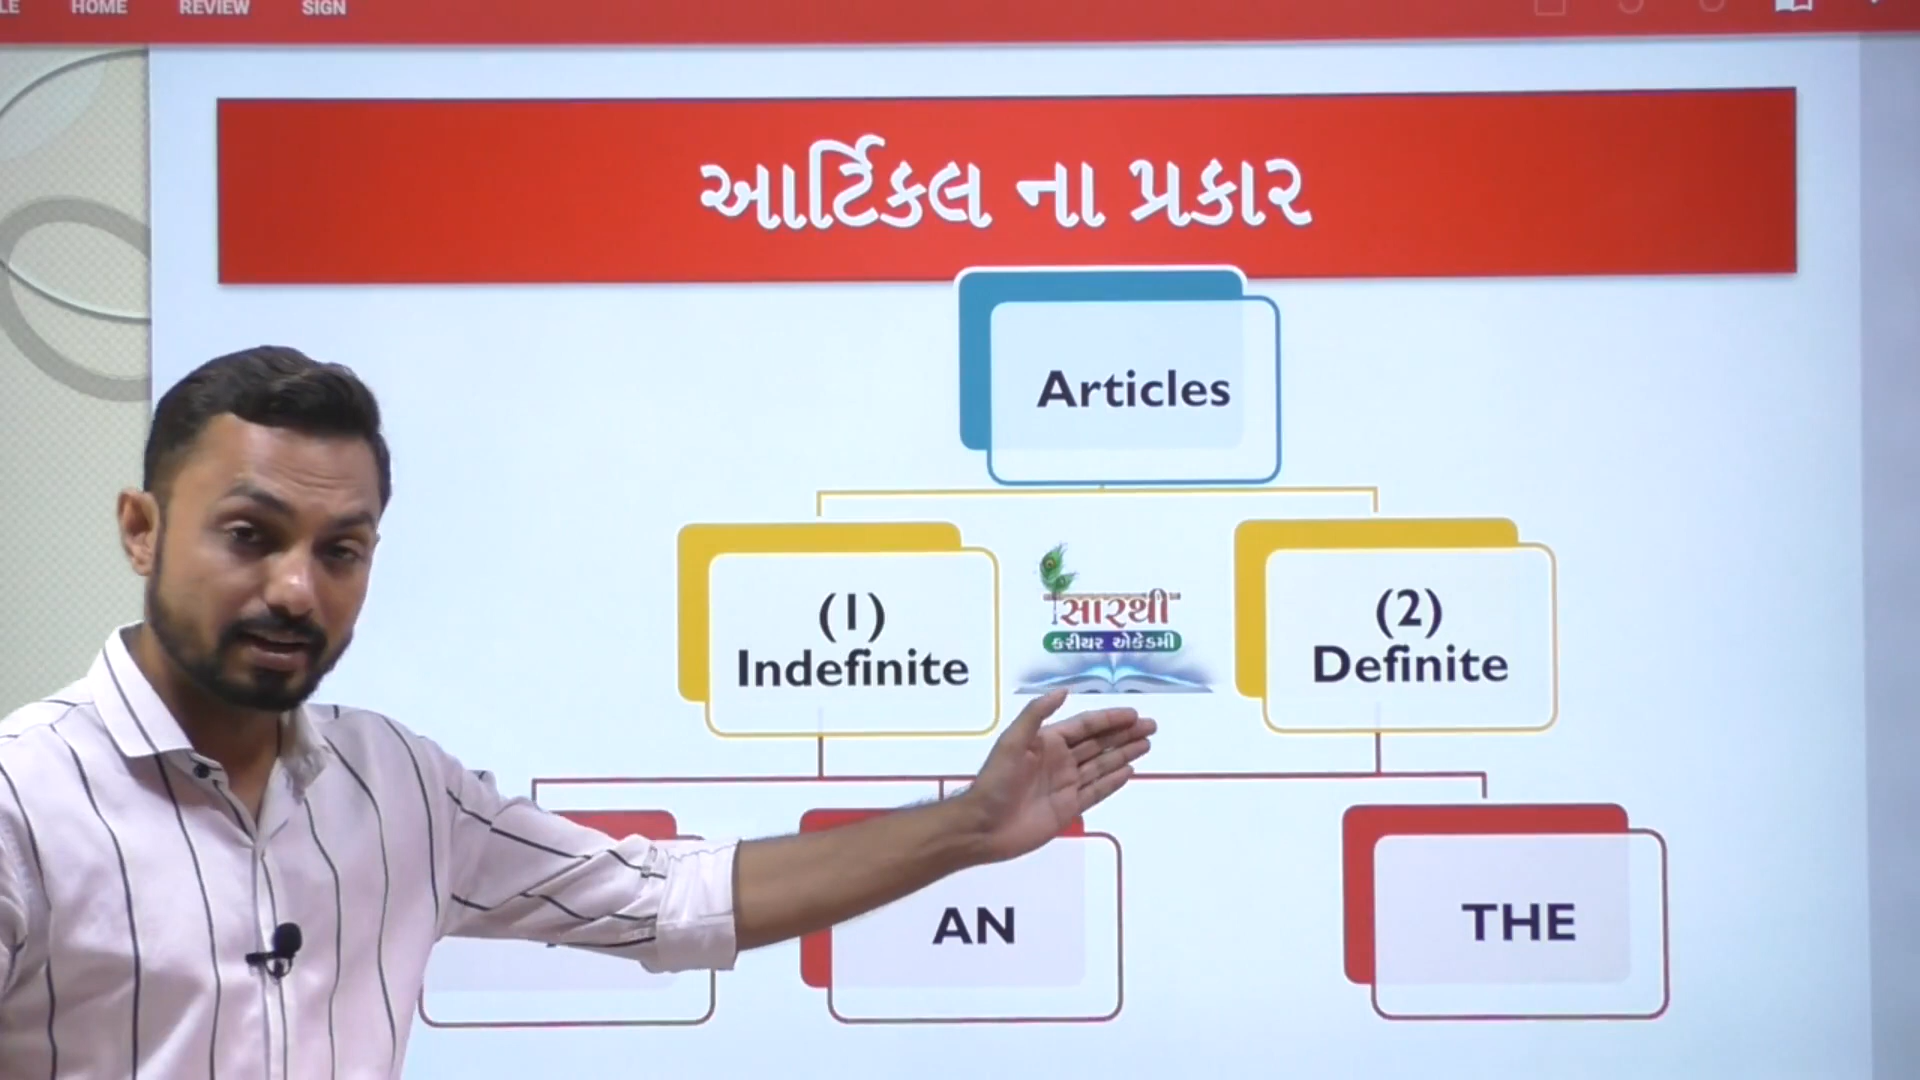 HOME REVIEW SIGN
આર્ટિકલ ના પ્રકાર
Articles
(1)
Indefinite
સારથી
કરીયર એકેડમી
(2)
Definite
AN
THE